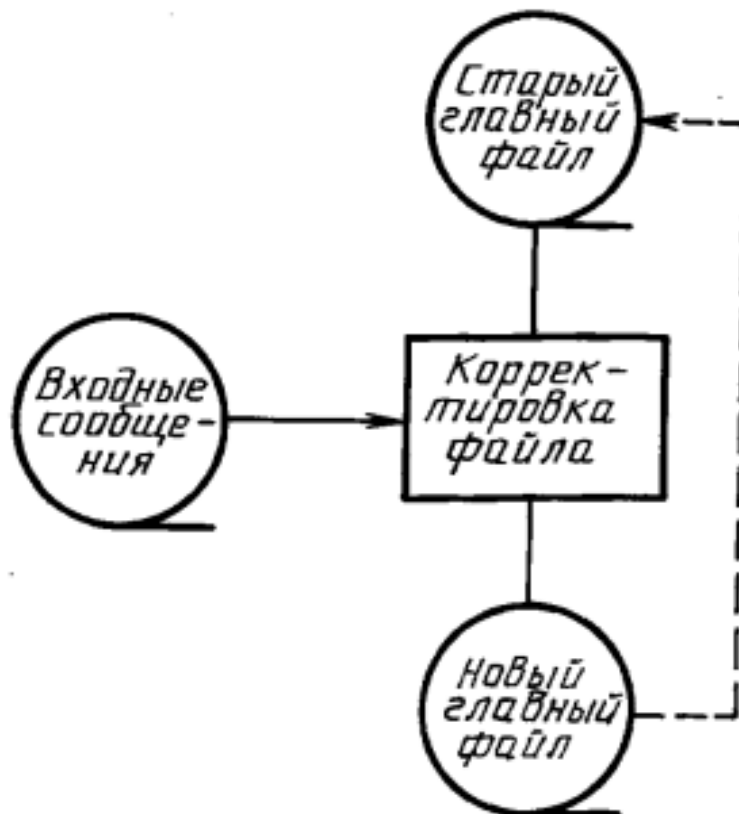 Старый
главный
файл
Входные
сообще-
ния
Коррек-
тировка
файла
Новый
главный
файл